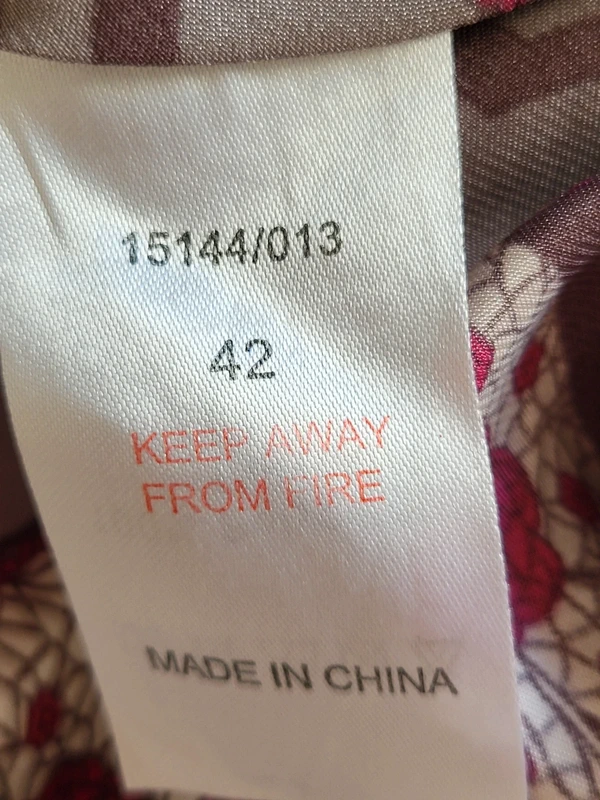 15144/013
42
KEEP AWAY
FROM FIRE
MADE IN CHINA